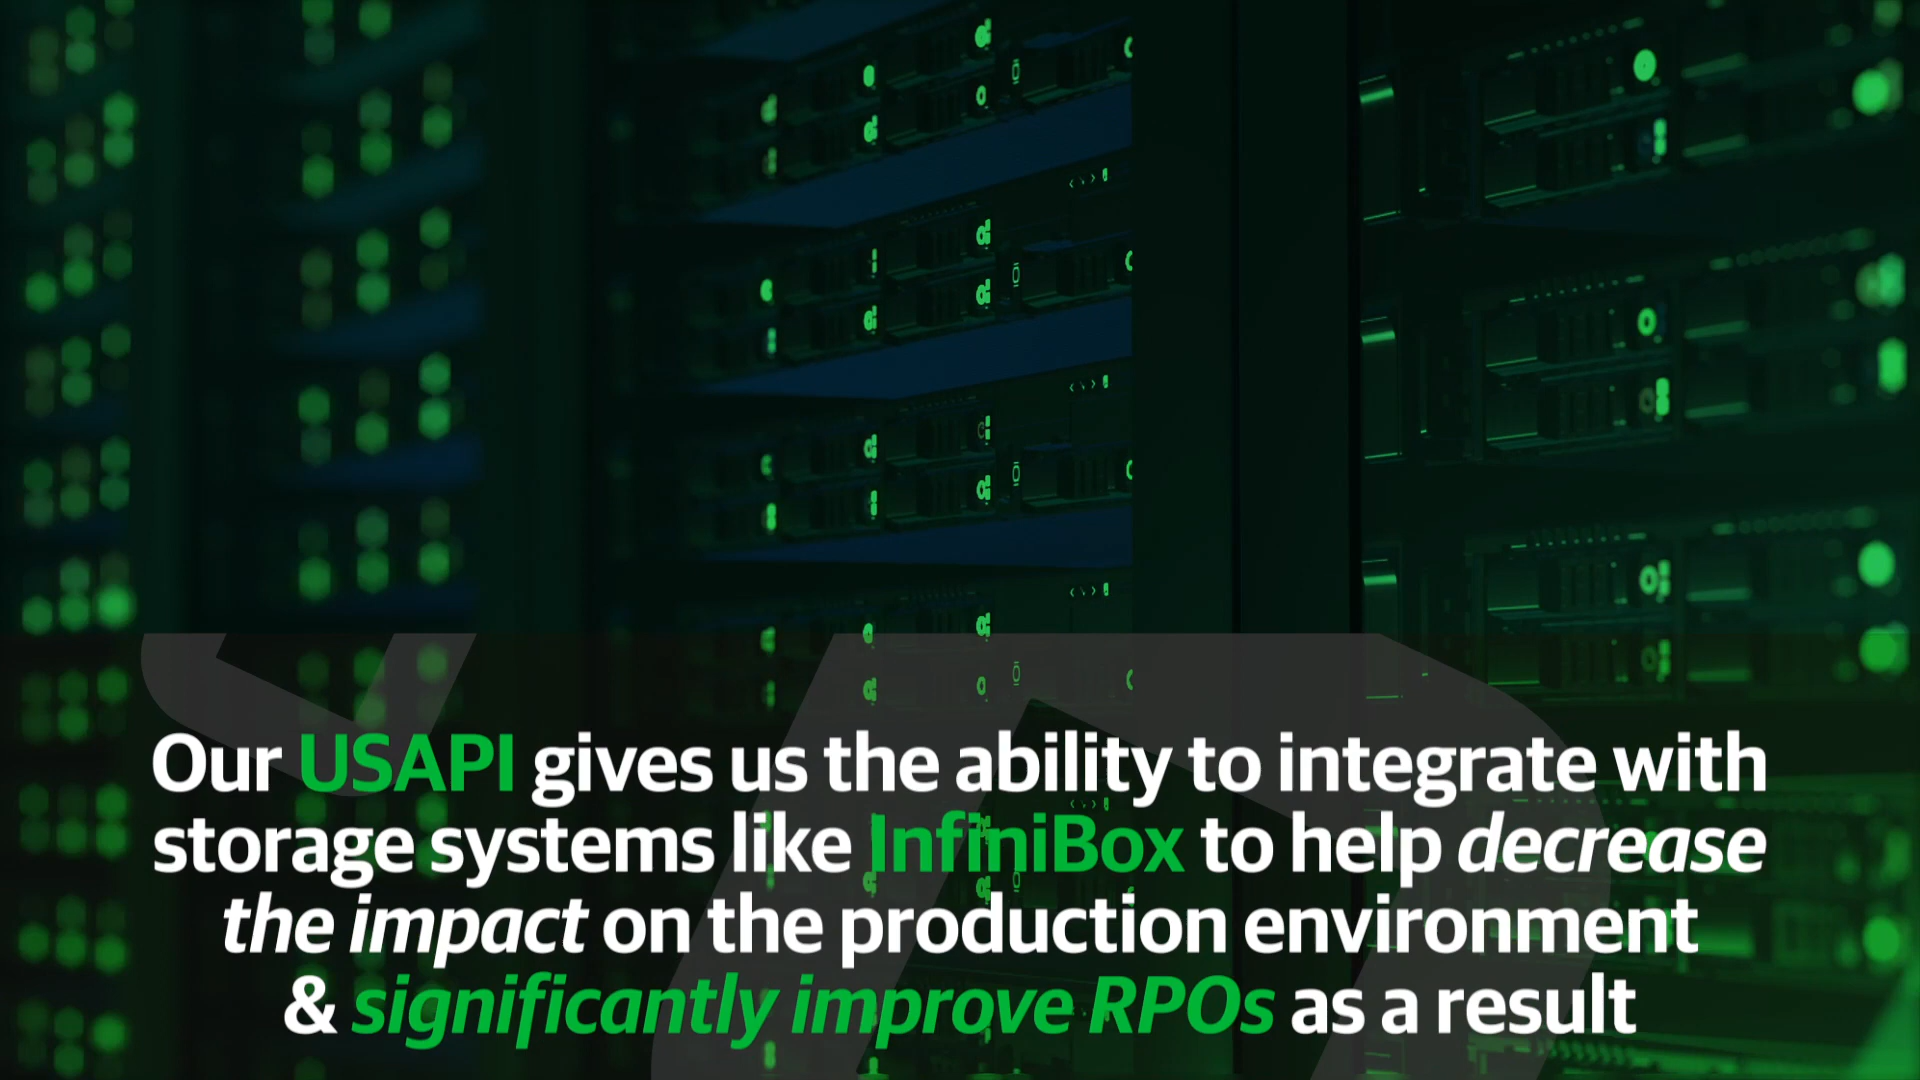 Our USAPI gives us the ability to integrate with
storage systems like InfiniBox to help decrease
the impact on the production environment
& significantly improve RPOs as a result